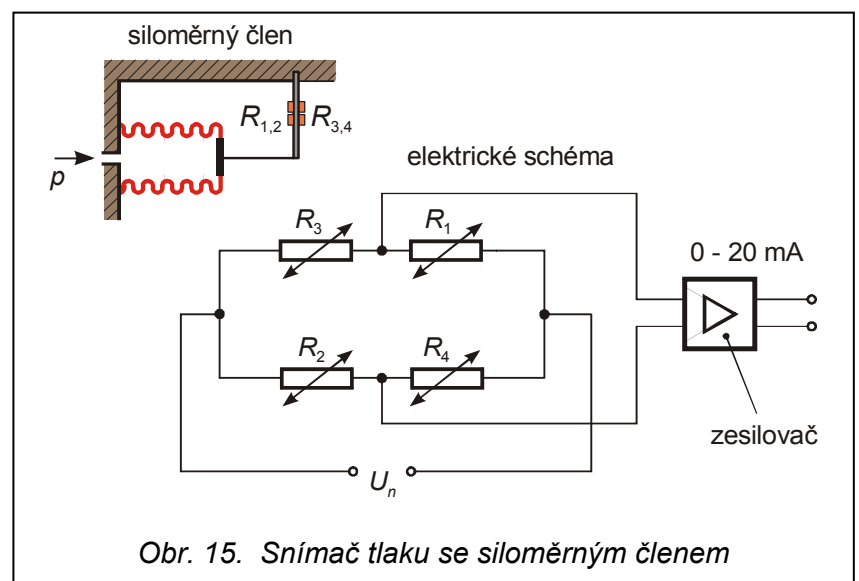 siloměrný člen
R1,2 R3,4
p
elektrické schéma
R3 R1
0 - 20 mA
R2 R4
zesilovač
Un
Obr. 15. Snímač tlaku se siloměrným členem